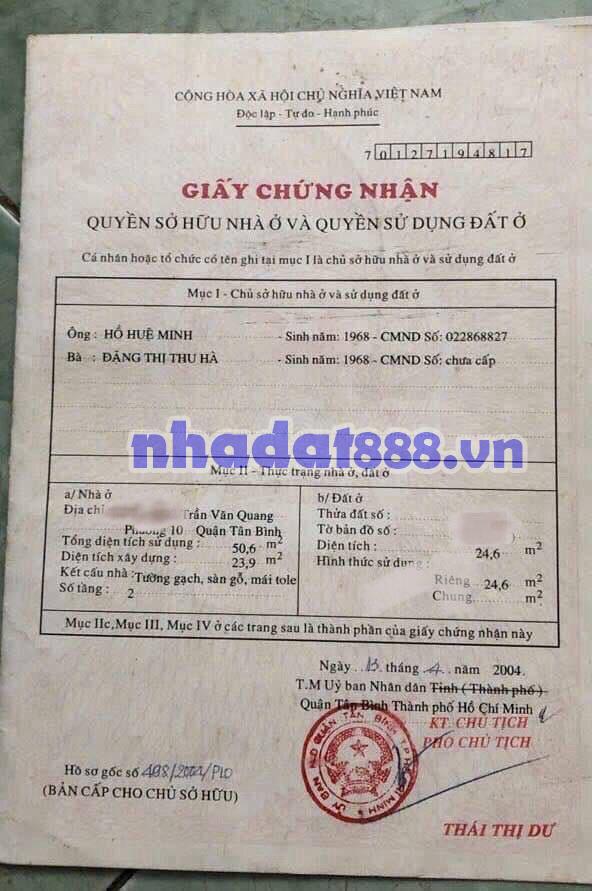 CỘNG HÒA XÃ HỘI CHỦ NGHĨA VIỆT NAM
Độc lập - Tự do - Hạnh phúc
7 0 1 2 7 1 9 4 8 1 7
GIẤY CHỨNG NHẬN
QUYỀN SỞ HỮU NHÀ Ở VÀ QUYỀN SỬ DỤNG ĐẤT Ở
Cá nhân hoặc tổ chức có tên ghi tại mục I là chủ sở hữu nhà ở và sử dụng đất ở
Mục I - Chủ sở hữu nhà ở và sử dụng đất ở
Ông : HỒ HUỆ MINH - Sinh năm: 1968 - CMND Số: 022868827
Bà : ĐẶNG THỊ THU HÀ - Sinh năm: 1968 - CMND Số: chưa cấp
nhadat888.vn
Mục II - Thực trạng nhà ở, đất ở
a/ Nhà ở
Địa chỉ Trần Văn Quang
Phường 10 Quận Tân Bình
Tổng diện tích sử dụng : 50,6 m2
Diện tích xây dựng : 23,9 m2
Kết cấu nhà : Tường gạch, sàn gỗ, mái tole
Số tầng : 2
b/ Đất ở
Thửa đất số :
Tờ bản đồ số :
Diện tích : 24,6 m2
Hình thức sử dụng :
Riêng 24,6 m2
Chung m2
Mục IIc, Mục III, Mục IV ở các trang sau là thành phần của giấy chứng nhận này
Ngày 13 tháng 4 năm 2004.
T.M Uỷ ban Nhân dân Tỉnh ( Thành phố )
Quận Tân Bình Thành phố Hồ Chí Minh
KT. CHỦ TỊCH
PHÓ CHỦ TỊCH
Hồ sơ gốc số 498/2004/P10
(BẢN CẤP CHO CHỦ SỞ HỮU)
ỦY BAN N.D QUẬN TÂN BÌNH T.P HỒ CHÍ MINH
THÁI THỊ DƯ